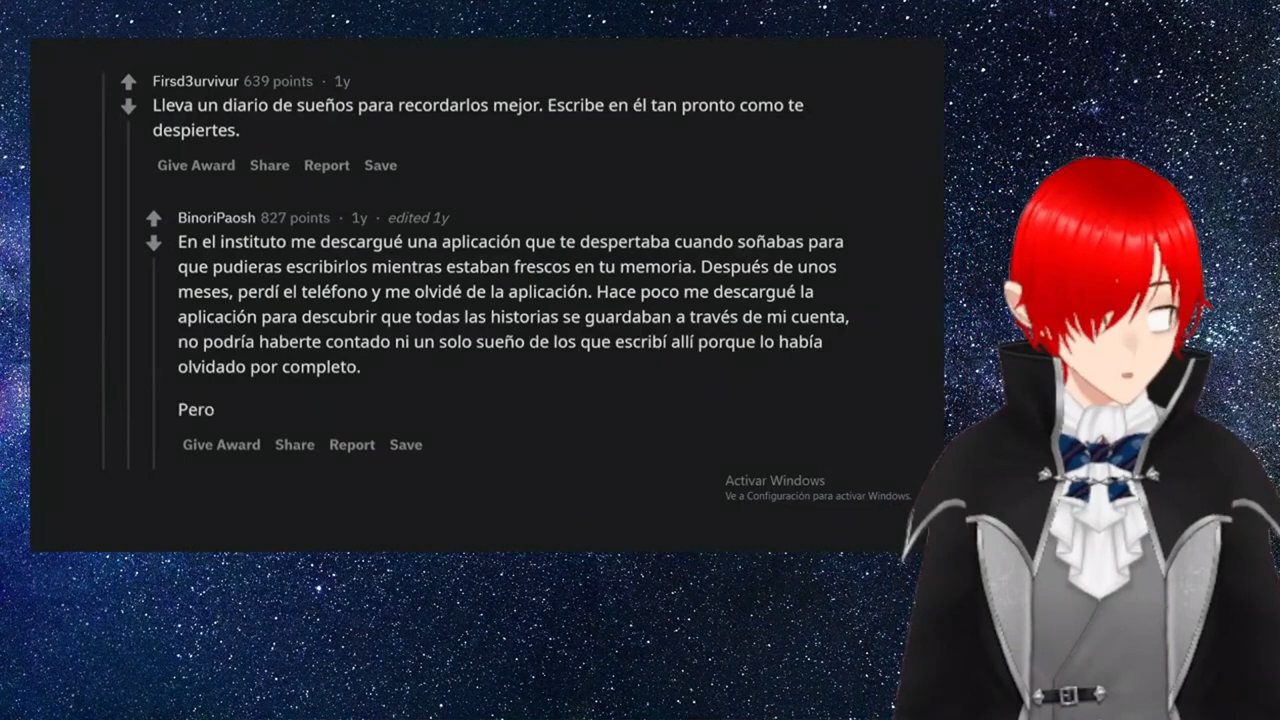 Firsd3urvivur 639 points · 1y
Lleva un diario de sueños para recordarlos mejor. Escribe en él tan pronto como te
despiertes.
Give Award Share Report Save
BinoriPaosh 827 points · 1y · edited 1y
En el instituto me descargué una aplicación que te despertaba cuando soñabas para
que pudieras escribirlos mientras estaban frescos en tu memoria. Después de unos
meses, perdí el teléfono y me olvidé de la aplicación. Hace poco me descargué la
aplicación para descubrir que todas las historias se guardaban a través de mi cuenta,
no podría haberte contado ni un solo sueño de los que escribí allí porque lo había
olvidado por completo.
Pero
Give Award Share Report Save
Activar Windows
Ve a Configuración para activar Windows.